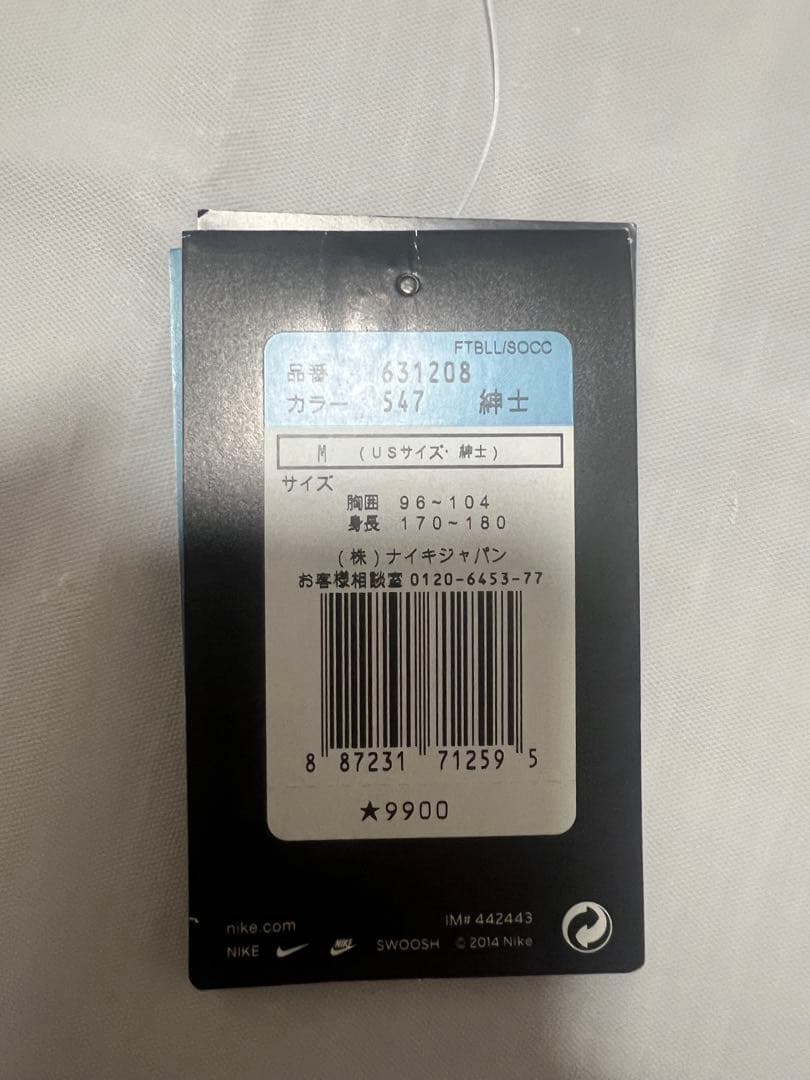 FTBLL/SOCC
品番 631208
カラー 547 紳士
M (USサイズ・紳士)
サイズ
胸囲 96~104
身長 170~180
(株)ナイキジャパン
お客様相談室 0120-6453-77
8 87231 71259 5
★9900
nike.com IM# 442443
NIKE NIKE SWOOSH © 2014 Nike